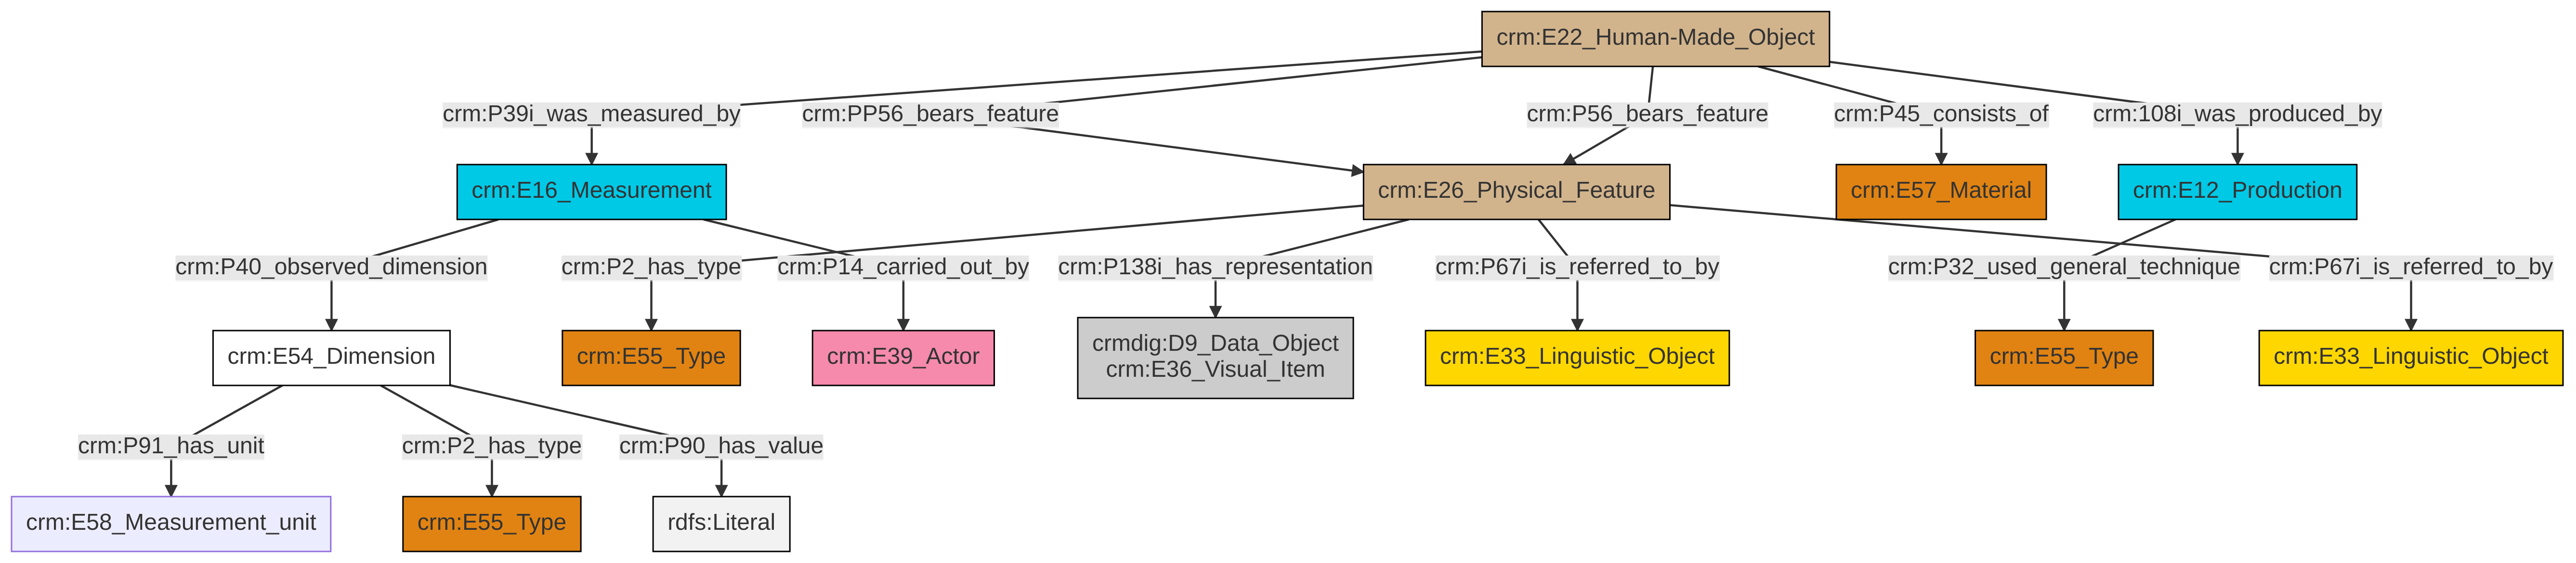 crm:E22_Human-Made_Object
crm:P39i_was_measured_by
crm:PP56_bears_feature
crm:P56_bears_feature
crm:P45_consists_of
crm:108i_was_produced_by
crm:E16_Measurement
crm:E26_Physical_Feature
crm:E57_Material
crm:E12_Production
crm:P40_observed_dimension
crm:P2_has_type
crm:P14_carried_out_by
crm:P138i_has_representation
crm:P67i_is_referred_to_by
crm:P32_used_general_technique
crm:P67i_is_referred_to_by
crm:E54_Dimension
crm:E55_Type
crm:E39_Actor
crmdig:D9_Data_Object
crm:E36_Visual_Item
crm:E33_Linguistic_Object
crm:E55_Type
crm:E33_Linguistic_Object
crm:P91_has_unit
crm:P2_has_type
crm:P90_has_value
crm:E58_Measurement_unit
crm:E55_Type
rdfs:Literal